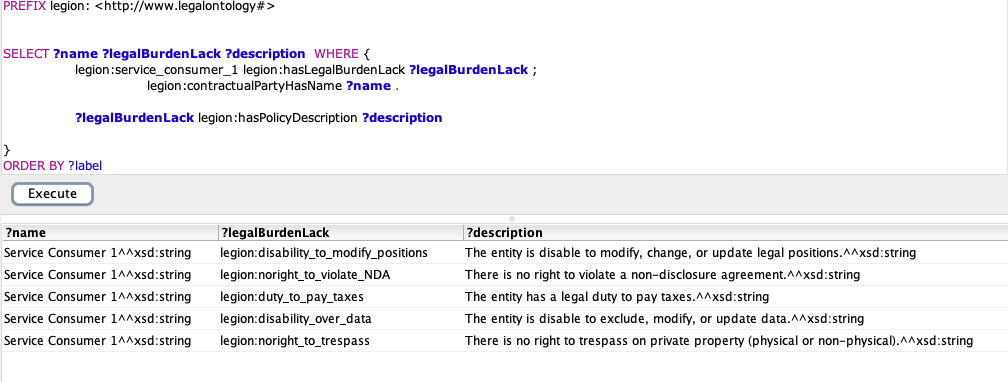 PREFIX legion: <http://www.legalontology#>
SELECT ?name ?legalBurdenLack ?description WHERE {
legion:service_consumer_1 legion:hasLegalBurdenLack ?legalBurdenLack ;
legion:contractualPartyHasName ?name .
?legalBurdenLack legion:hasPolicyDescription ?description
}
ORDER BY ?label
Execute
?name ?legalBurdenLack ?description
Service Consumer 1^^xsd:string legion:disability_to_modify_positions The entity is disable to modify, change, or update legal positions.^^xsd:string
Service Consumer 1^^xsd:string legion:noright_to_violate_NDA There is no right to violate a non-disclosure agreement.^^xsd:string
Service Consumer 1^^xsd:string legion:duty_to_pay_taxes The entity has a legal duty to pay taxes.^^xsd:string
Service Consumer 1^^xsd:string legion:disability_over_data The entity is disable to exclude, modify, or update data.^^xsd:string
Service Consumer 1^^xsd:string legion:noright_to_trespass There is no right to trespass on private property (physical or non-physical).^^xsd:string